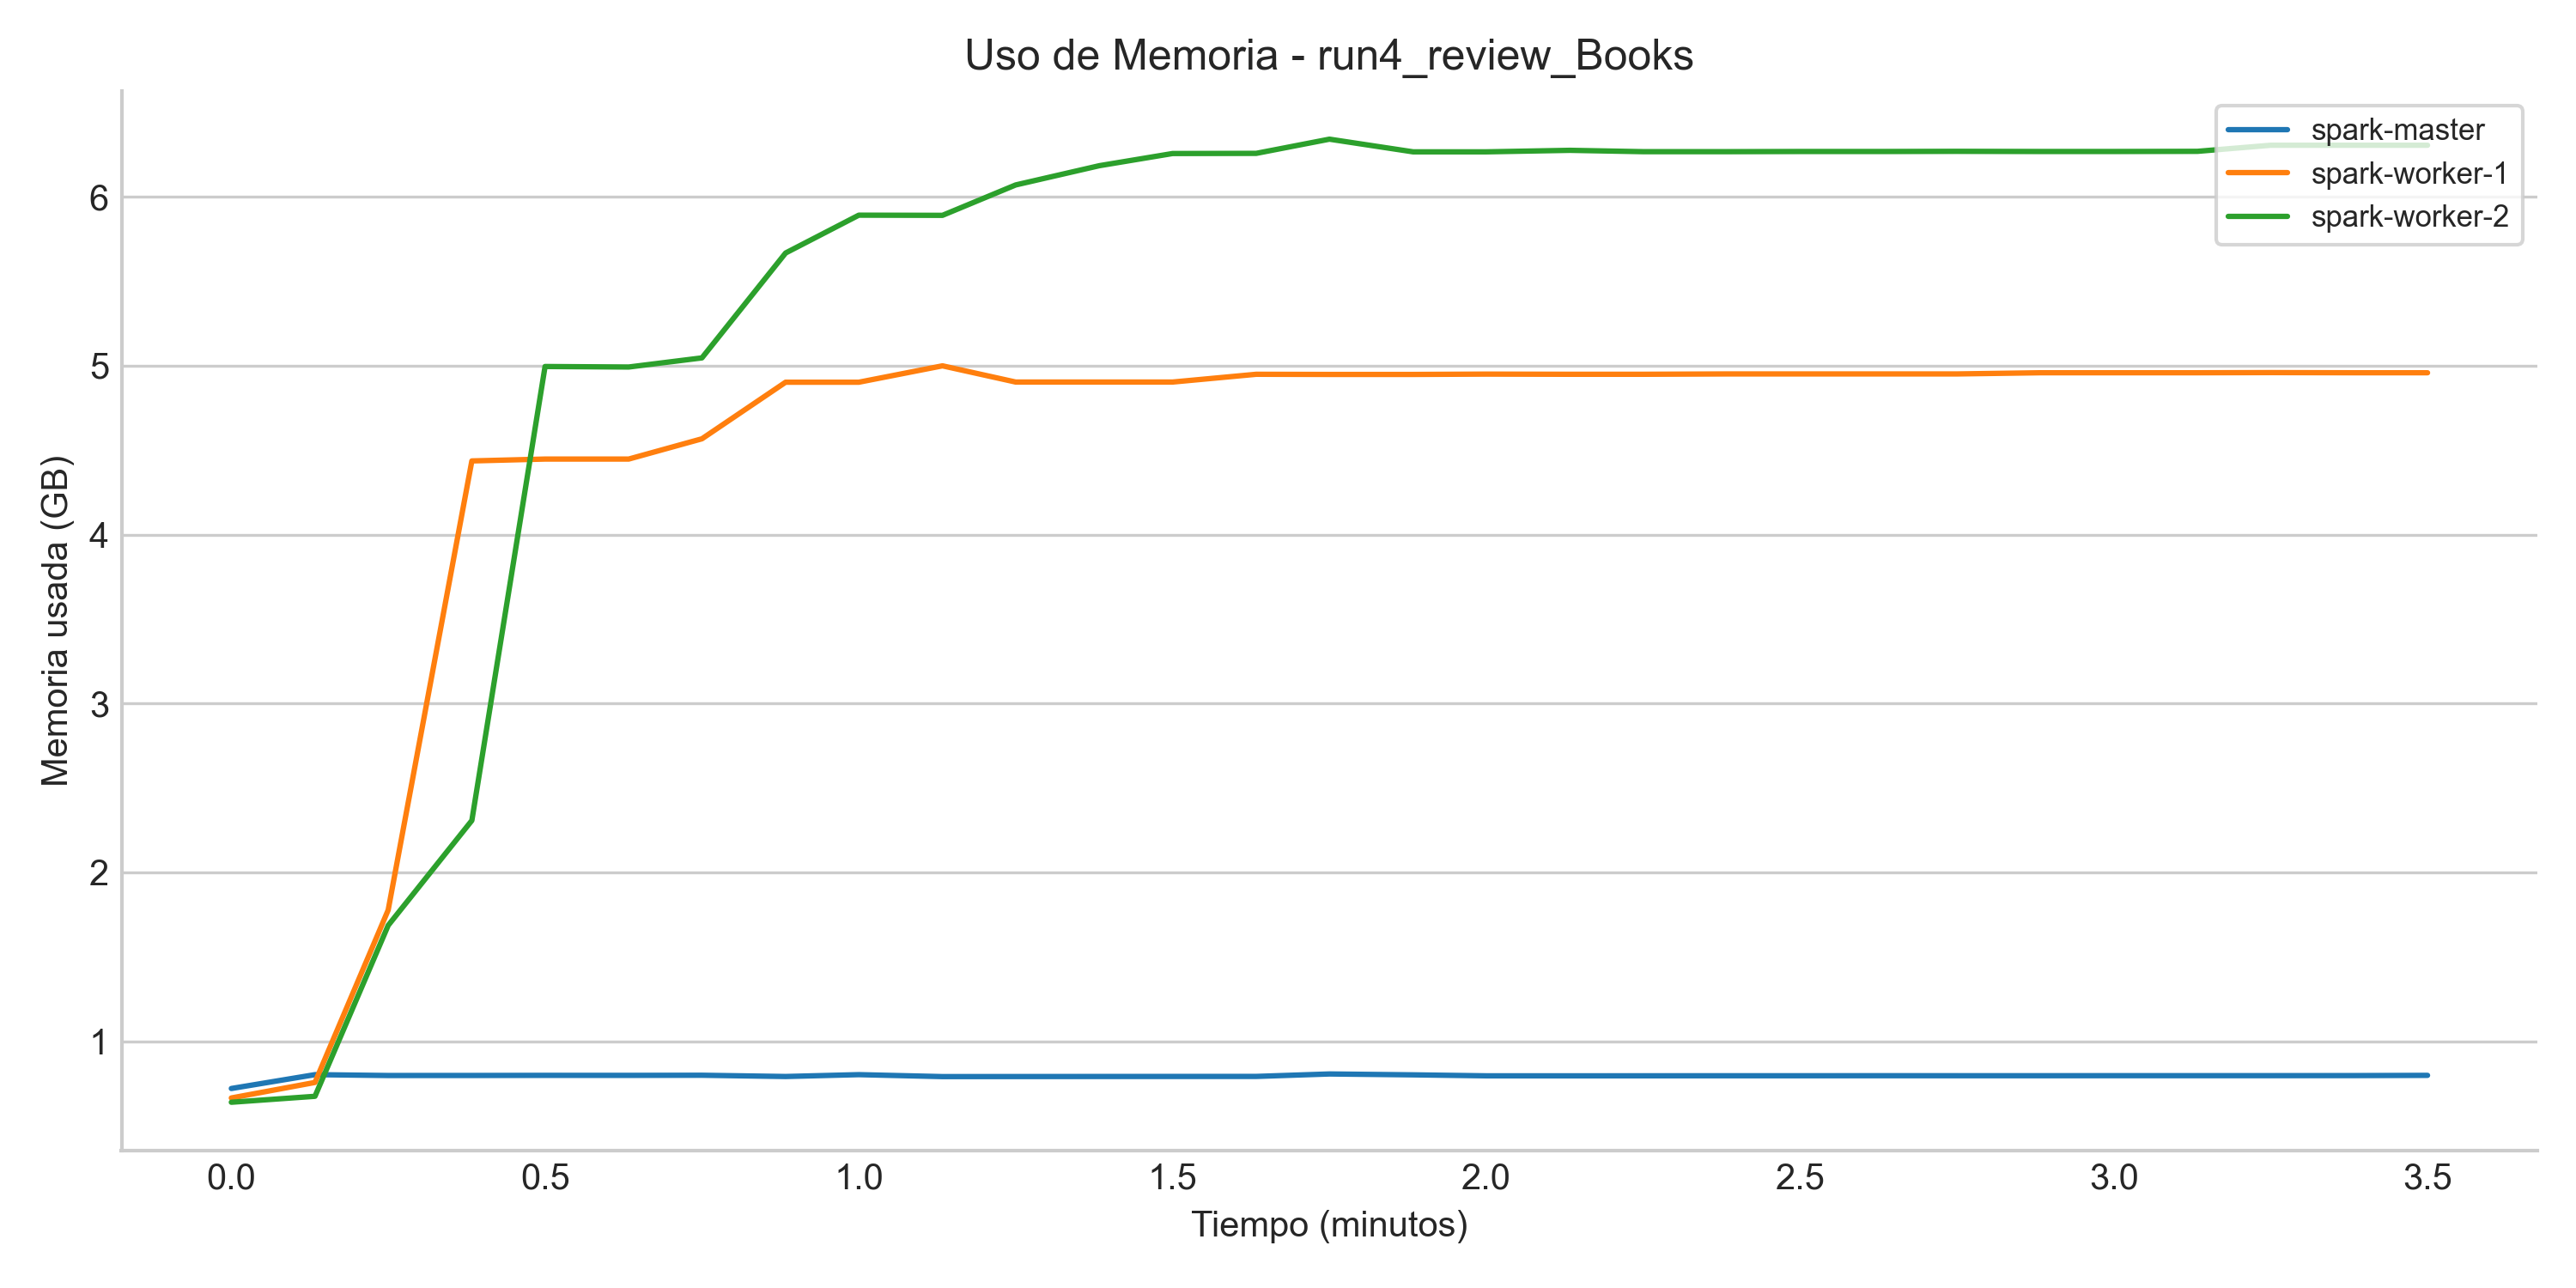 Uso de Memoria - run4_review_Books
spark-master
spark-worker-1
spark-worker-2
Memoria usada (GB)
6
5
4
3
2
1
0.0 0.5 1.0 1.5 2.0 2.5 3.0 3.5
Tiempo (minutos)